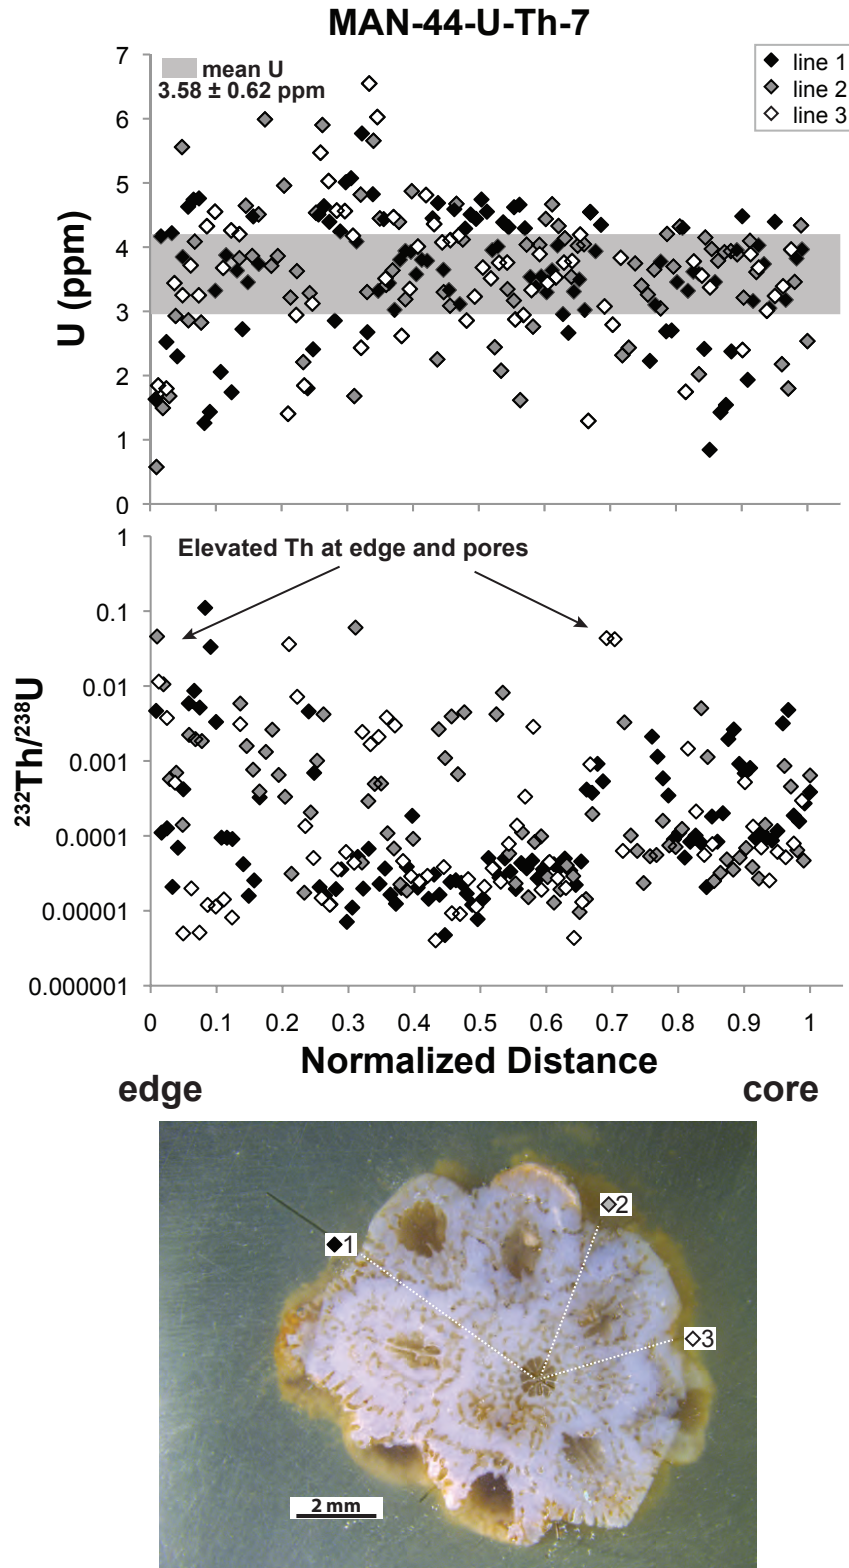 MAN-44-U-Th-7
7
6
5
4
3
2
1
0
U (ppm)
mean U
3.58 ± 0.62 ppm
line 1
line 2
line 3
1
0.1
0.01
0.001
0.0001
0.00001
0.000001
²³²Th/²³⁸U
Elevated Th at edge and pores
0 0.1 0.2 0.3 0.4 0.5 0.6 0.7 0.8 0.9 1
Normalized Distance
edge core
2
1
3
2 mm